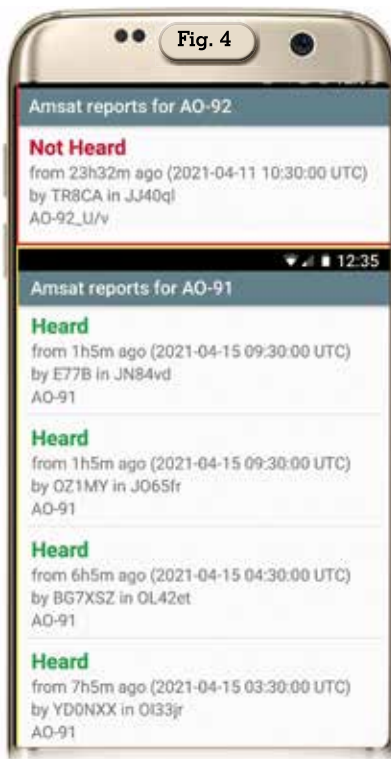 Fig. 4
Amsat reports for AO-92
Not Heard
from 23h32m ago (2021-04-11 10:30:00 UTC)
by TR8CA in JJ40ql
AO-92_U/v
12:35
Amsat reports for AO-91
Heard
from 1h5m ago (2021-04-15 09:30:00 UTC)
by E77B in JN84vd
AO-91
Heard
from 1h5m ago (2021-04-15 09:30:00 UTC)
by OZ1MY in JO65fr
AO-91
Heard
from 6h5m ago (2021-04-15 04:30:00 UTC)
by BG7XSZ in OL42et
AO-91
Heard
from 7h5m ago (2021-04-15 03:30:00 UTC)
by YD0NXX in OI33jr
AO-91